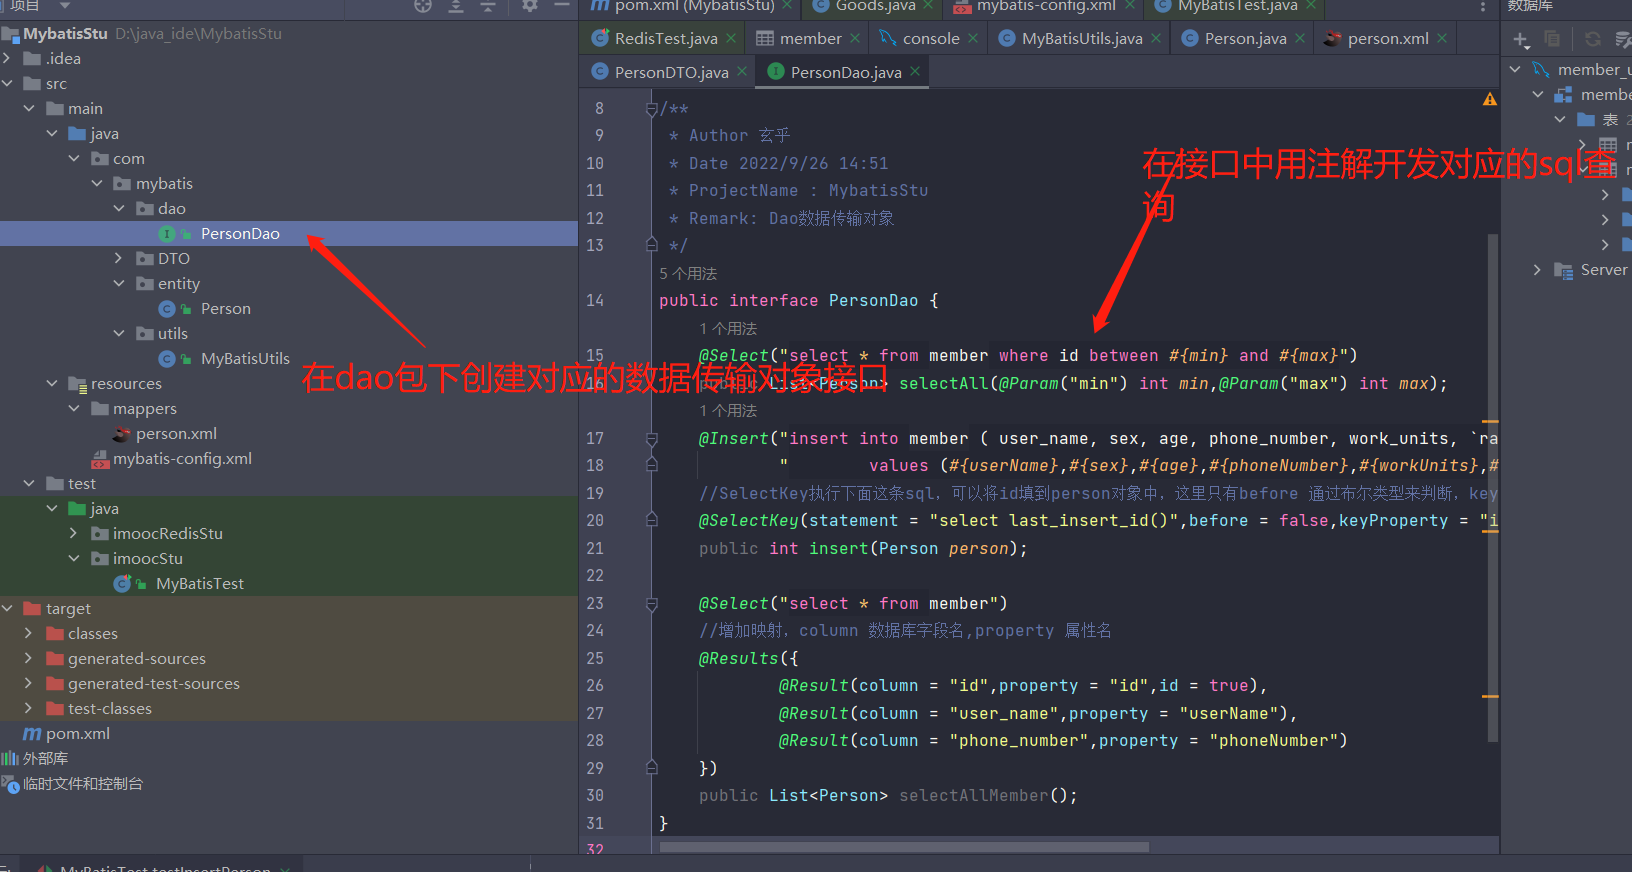 项目
pom.xml (MybatisStu)
Goods.java
mybatis-config.xml
MyBatisTest.java
数据库
RedisTest.java
member
console
MyBatisUtils.java
Person.java
person.xml
PersonDTO.java
PersonDao.java
MybatisStu D:\java_ide\MybatisStu
.idea
src
main
java
com
mybatis
dao
PersonDao
DTO
entity
Person
utils
MyBatisUtils
resources
mappers
person.xml
mybatis-config.xml
test
java
imoocRedisStu
imoocStu
MyBatisTest
target
classes
generated-sources
generated-test-sources
test-classes
pom.xml
外部库
临时文件和控制台
在dao包下创建对应的数据传输对象接口
在接口中用注解开发对应的sql查
询
8 /**
9 * Author 玄乎
10 * Date 2022/9/26 14:51
11 * ProjectName : MybatisStu
12 * Remark: Dao数据传输对象
13 */
5 个用法
14 public interface PersonDao {
1 个用法
15 @Select("select * from member where id between #{min} and #{max}")
16 public List<Person> selectAll(@Param("min") int min,@Param("max") int max);
1 个用法
17 @Insert("insert into member ( user_name, sex, age, phone_number, work_units, `ra
18 " values (#{userName},#{sex},#{age},#{phoneNumber},#{workUnits},#
19 //SelectKey执行下面这条sql，可以将id填到person对象中，这里只有before 通过布尔类型来判断，key
20 @SelectKey(statement = "select last_insert_id()",before = false,keyProperty = "i
21 public int insert(Person person);
22
23 @Select("select * from member")
24 //增加映射，column 数据库字段名,property 属性名
25 @Results({
26 @Result(column = "id",property = "id",id = true),
27 @Result(column = "user_name",property = "userName"),
28 @Result(column = "phone_number",property = "phoneNumber")
29 })
30 public List<Person> selectAllMember();
31 }
32
member_u
membe
表 2
Server
MyBatisTest.testInsertPerson